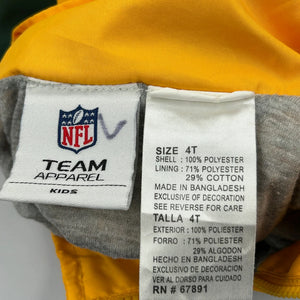 NFL
TEAM
APPAREL
KIDS
SIZE 4T
SHELL : 100% POLYESTER
LINING : 71% POLYESTER
29% COTTON
MADE IN BANGLADESH
EXCLUSIVE OF DECORATION
SEE REVERSE FOR CARE
TALLA 4T
EXTERIOR : 100% POLIESTER
FORRO : 71% POLIESTER
29% ALGODON
HECHO EN BANGLADESH
EXCLUSIVO DE DECORACION
VER AL DORSO PARA CUIDADO
RN # 67891